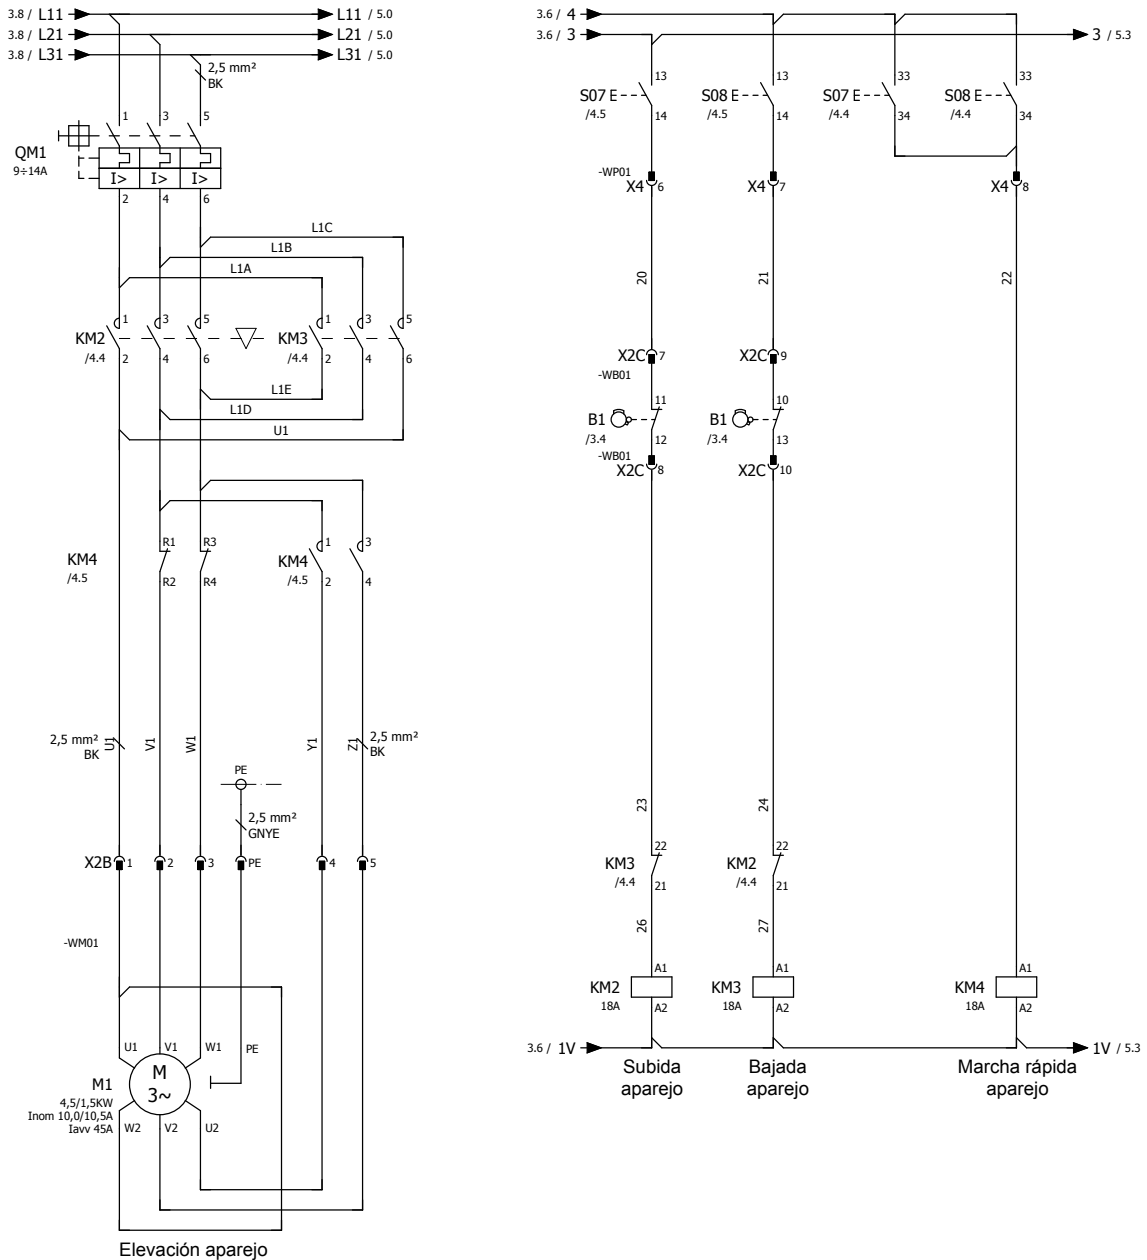 3.8 / L11 L11 / 5.0
3.8 / L21 L21 / 5.0
3.8 / L31 L31 / 5.0
2,5 mm²
BK
1 3 5
QM1
9÷14A
I> I> I>
2 4 6
L1C
L1B
L1A
KM2
/4.4
1 3 5
2 4 6
KM3
/4.4
1 3 5
2 4 6
L1E
L1D
U1
KM4
/4.5
R1 R3
R2 R4
KM4
/4.5
1 3
2 4
2,5 mm²
BK
U1 V1 W1 Y1 Z1
2,5 mm²
BK
PE
2,5 mm²
GNYE
X2B 1 2 3 PE 4 5
-WM01
U1 V1 W1 PE
M
3~
M1
4,5/1,5KW
Inom 10,0/10,5A
Iavv 45A
W2 V2 U2
Elevación aparejo
3.6 / 4
3.6 / 3 3 / 5.3
13 13 33 33
S07 E
/4.5
S08 E
/4.5
S07 E
/4.4
S08 E
/4.4
14 14 34 34
-WP01
X4 6 X4 7 X4 8
20 21 22
X2C 7 X2C 9
-WB01
11 10
B1
/3.4
B1
/3.4
12 13
-WB01
X2C 8 X2C 10
23 24
22 22
KM3
/4.4
KM2
/4.4
21 21
26 27
A1 A1 A1
KM2
18A
KM3
18A
KM4
18A
A2 A2 A2
3.6 / 1V 1V / 5.3
Subida
aparejo
Bajada
aparejo
Marcha rápida
aparejo